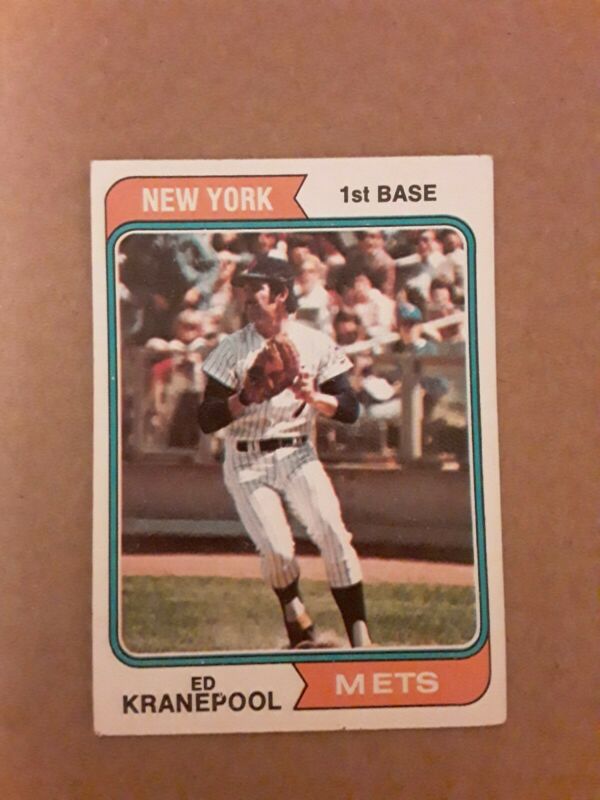 NEW YORK
1st BASE
ED
KRANEPOOL
METS